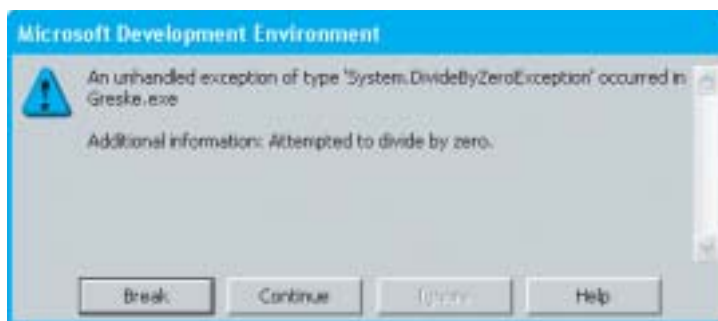 Microsoft Development Environment
An unhandled exception of type 'System.DivideByZeroException' occurred in
Greske.exe
Additional information: Attempted to divide by zero.
Break Continue Ignore Help